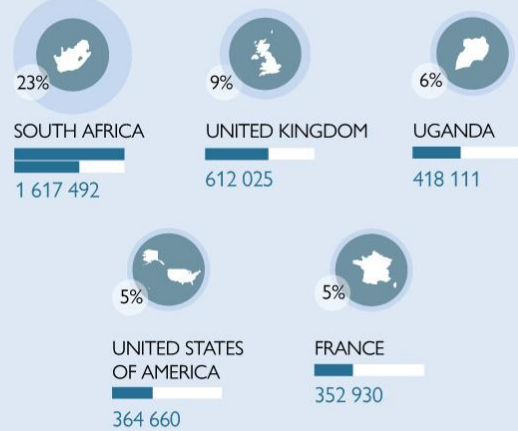 23%
SOUTH AFRICA
1 617 492
9%
UNITED KINGDOM
612 025
6%
UGANDA
418 111
5%
UNITED STATES
OF AMERICA
364 660
5%
FRANCE
352 930